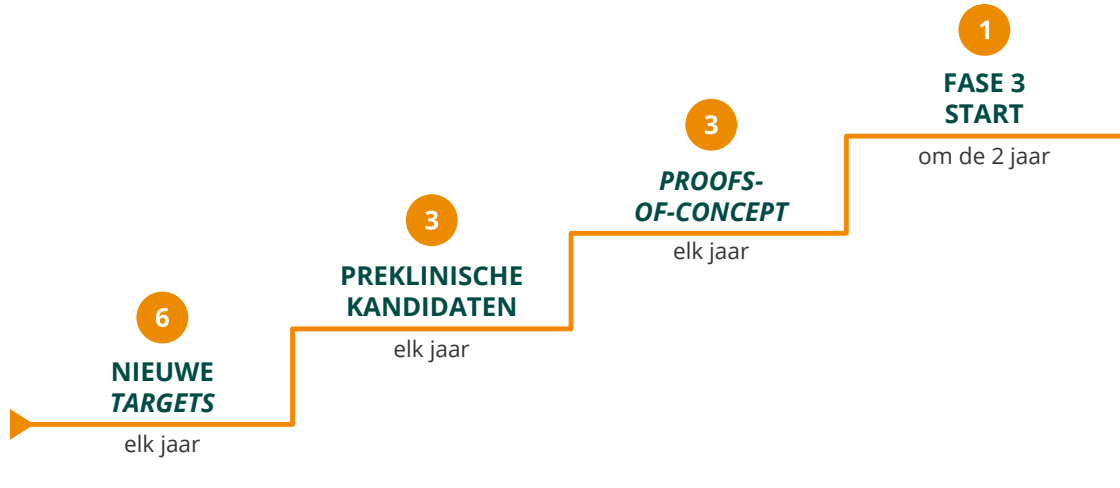 6
NIEUWE
TARGETS
elk jaar
3
PREKLINISCHE
KANDIDATEN
elk jaar
3
PROOFS-
OF-CONCEPT
elk jaar
1
FASE 3
START
om de 2 jaar